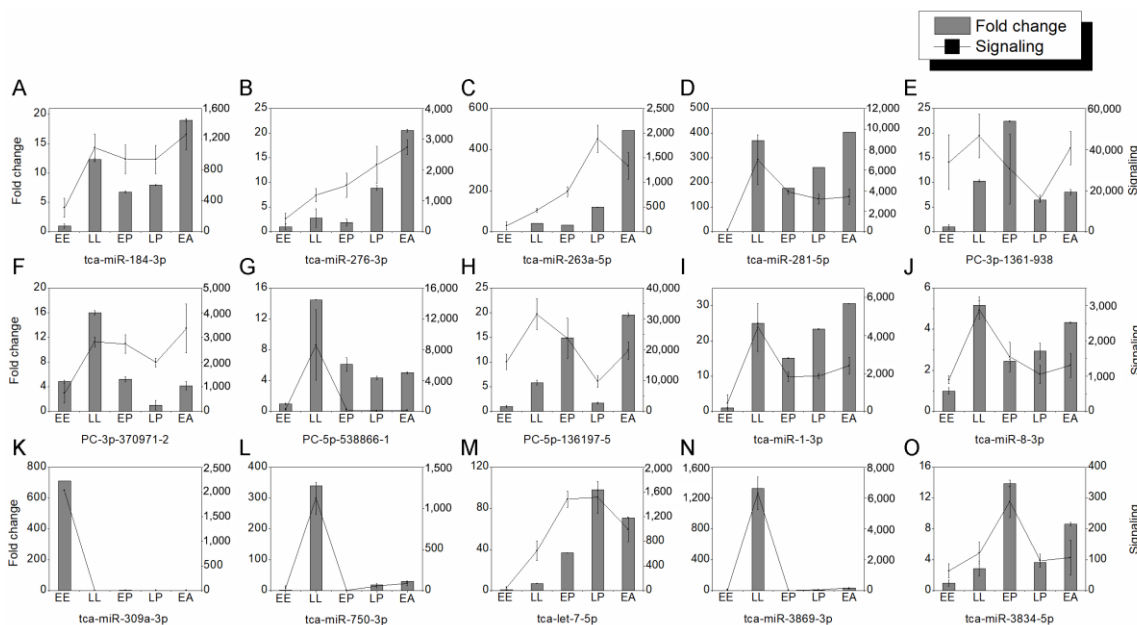 Fold change
Signaling
A B C D E
20 1,600 25 4,000 600 2,500 500 12,000 25 60,000
15 1,200 20 3,000 2,000 400 10,000 20
10 800 15 2,000 400 1,500 300 8,000 15 40,000
5 400 10 1,000 200 1,000 200 6,000 10 20,000
0 0 5 0 500 100 4,000 5 0
0 0 0 0 2,000 0
0
Fold change
Signaling
EE LL EP LP EA EE LL EP LP EA EE LL EP LP EA EE LL EP LP EA EE LL EP LP EA
tca-miR-184-3p tca-miR-276-3p tca-miR-263a-5p tca-miR-281-5p PC-3p-1361-938
F G H I J
20 5,000 16 16,000 25 40,000 30 6,000 6 3,000
16 4,000 12 12,000 20 30,000 20 4,000 4 2,000
12 3,000 8 8,000 15 20,000 10 2,000 2 1,000
8 2,000 4 4,000 10 10,000 0 0 0 0
4 1,000 0 0 5 0
0 0 0
Fold change
Signaling
EE LL EP LP EA EE LL EP LP EA EE LL EP LP EA EE LL EP LP EA EE LL EP LP EA
PC-3p-370971-2 PC-5p-538866-1 PC-5p-136197-5 tca-miR-1-3p tca-miR-8-3p
K L M N O
800 2,500 400 1,500 120 2,000 1,600 8,000 16 400
600 2,000 300 1,000 80 1,600 1,200 6,000 12 300
400 1,500 200 500 40 1,200 800 4,000 8 200
200 1,000 100 0 0 800 400 2,000 4 100
0 500 0 400 0 0 0 0
0 0
Fold change
Signaling
EE LL EP LP EA EE LL EP LP EA EE LL EP LP EA EE LL EP LP EA EE LL EP LP EA
tca-miR-309a-3p tca-miR-750-3p tca-let-7-5p tca-miR-3869-3p tca-miR-3834-5p